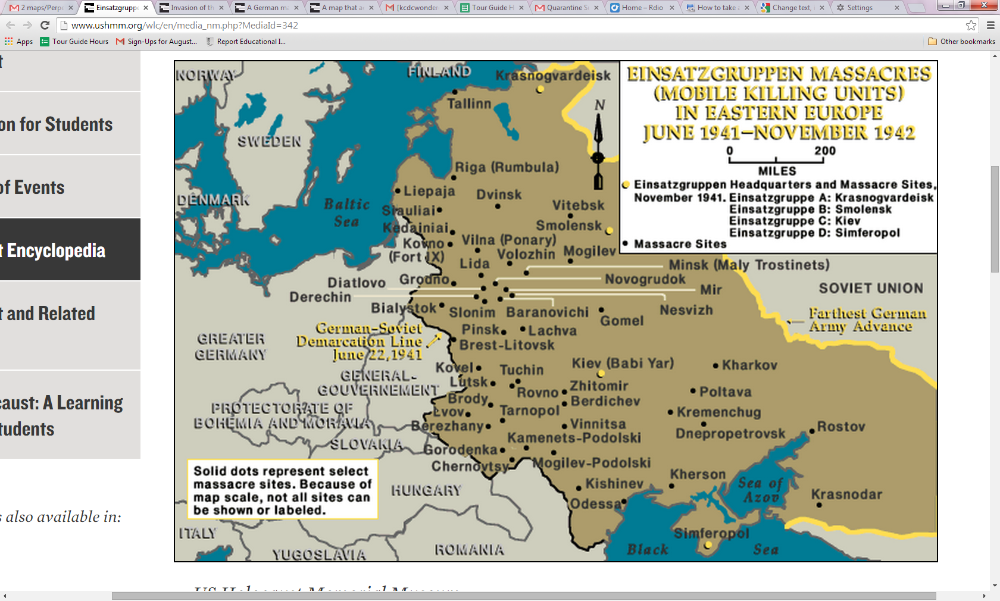 2 maps/Perpe
Einsatzgruppe
Invasion of th
A German ma
A map that a
[kcdcwondere
Tour Guide H
Quarantine S
Home – Rdio
How to take a
Change text, i
Settings
www.ushmm.org/wlc/en/media_nm.php?MediaId=342
Apps
Tour Guide Hours
Sign-Ups for August...
Report Educational I...
Other bookmarks
t
on for Students
of Events
t Encyclopedia
t and Related
caust: A Learning
tudents
s also available in:
EINSATZGRUPPEN MASSACRES
(MOBILE KILLING UNITS)
IN EASTERN EUROPE
JUNE 1941–NOVEMBER 1942
0 200
MILES
Einsatzgruppen Headquarters and Massacre Sites,
November 1941. Einsatzgruppe A: Krasnogvardeisk
Einsatzgruppe B: Smolensk
Einsatzgruppe C: Kiev
Einsatzgruppe D: Simferopol
Massacre Sites
N
NORWAY
FINLAND
Krasnogvardeisk
Tallinn
SWEDEN
Riga (Rumbula)
Liepaja
Dvinsk
DENMARK
Baltic
Sea
Siauliai
Vitebsk
Kedainiai
Smolensk
Kovno
(Fort IX)
Vilna (Ponary)
Volozhin
Mogilev
Lida
Minsk (Maly Trostinets)
Diatlovo
Grodno
Novogrudok
Mir
SOVIET UNION
Derechin
Bialystok
Slonim
Baranovichi
Nesvizh
Gomel
Farthest German
Army Advance
German-Soviet
Demarcation Line
June 22,1941
Pinsk
Lachva
Brest-Litovsk
GREATER
GERMANY
Kovel
Tuchin
Kiev (Babi Yar)
Kharkov
GENERAL-
GOUVERNEMENT
Lutsk
Rovno
Zhitomir
Poltava
Brody
Berdichev
PROTECTORATE OF
BOHEMIA AND MORAVIA
Lvov
Tarnopol
Kremenchug
Berezhany
Vinnitsa
Dnepropetrovsk
Rostov
SLOVAKIA
Kamenets-Podolski
Gorodenka
Chernovtsy
Mogilev-Podolski
Solid dots represent select
massacre sites. Because of
map scale, not all sites can
be shown or labeled.
HUNGARY
Kishinev
Kherson
Sea of
Azov
Krasnodar
Odessa
ITALY
YUGOSLAVIA
ROMANIA
Simferopol
Black
Sea
US Holocaust Memorial Museum